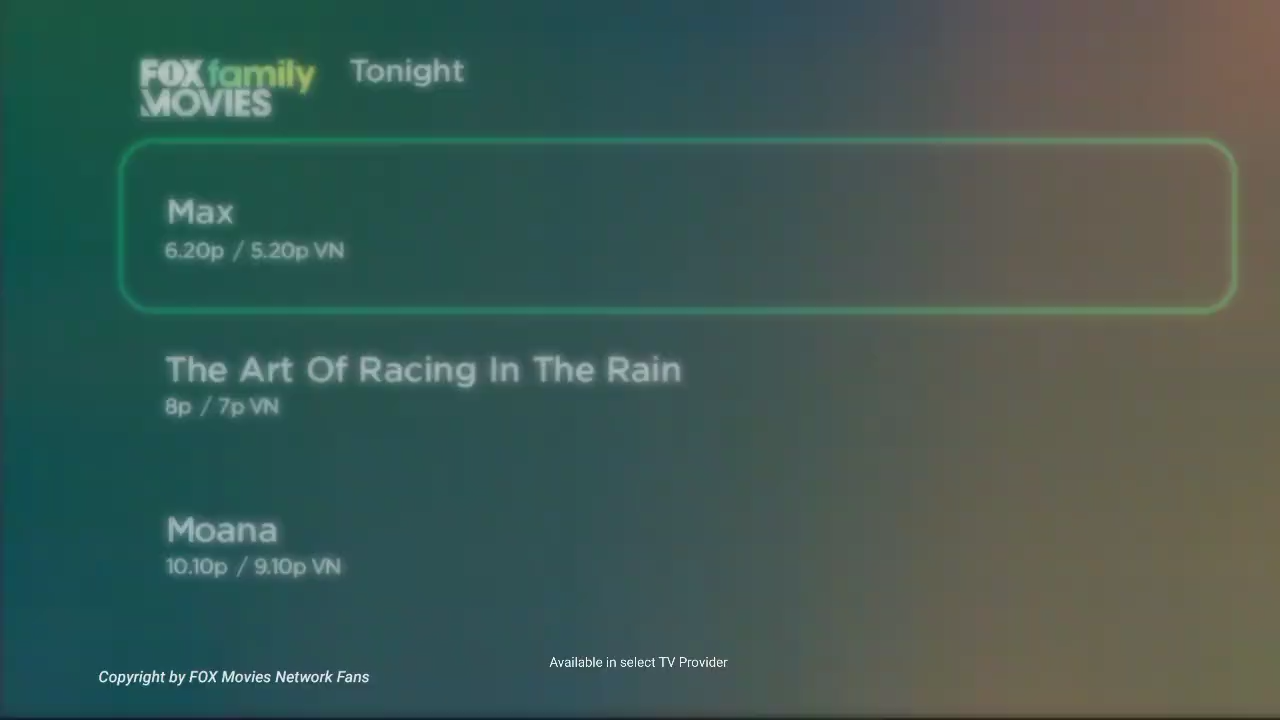 FOX family
MOVIES
Tonight
Max
6.20p / 5.20p VN
The Art Of Racing In The Rain
8p / 7p VN
Moana
10.10p / 9.10p VN
Available in select TV Provider
Copyright by FOX Movies Network Fans